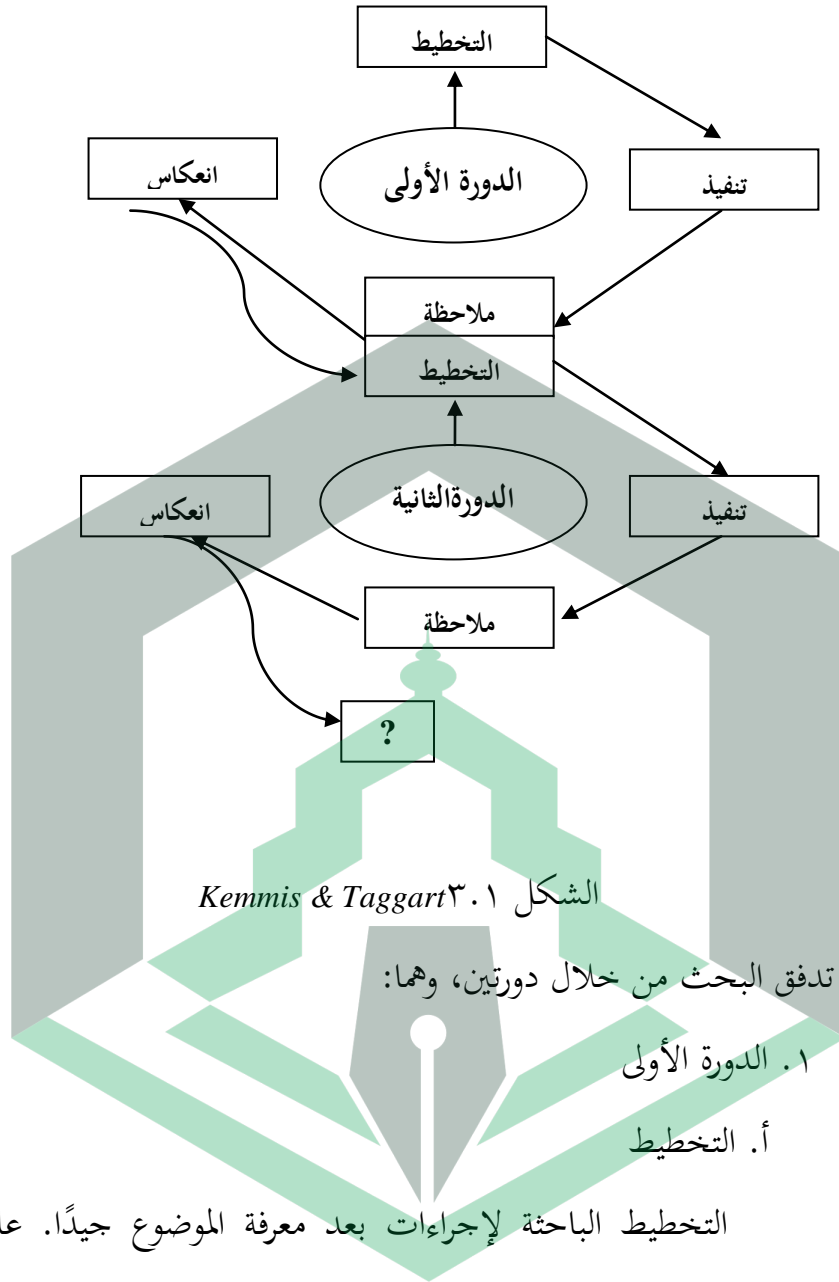 التخطيط
انعكاس
الدورة الأولى
تنفيذ
ملاحظة
التخطيط
انعكاس
الدورةالثانية
تنفيذ
ملاحظة
?
الشكل ٣.١ Kemmis & Taggart
تدفق البحث من خلال دورتين، وهما:
١. الدورة الأولى
أ. التخطيط
التخطيط الباحثة لإجراءات بعد معرفة الموضوع جيدًا.